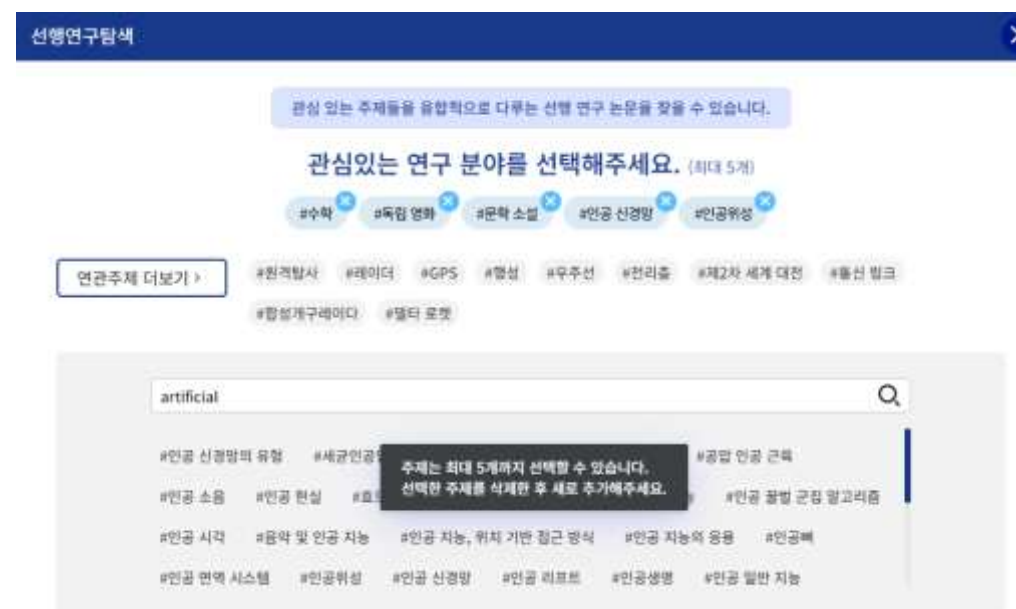 선행연구탐색
관심 있는 주제들을 융합적으로 다루는 선행 연구 논문을 찾을 수 있습니다.
관심있는 연구 분야를 선택해주세요. (최대 5개)
#수학 #독립 영화 #문학 소설 #인공 신경망 #인공위성
연관주제 더보기 > #원격탐사 #레이더 #GPS #행성 #우주선 #전리층 #제2차 세계 대전 #통신 링크
#합성개구레이다 #델타 로켓
artificial
#인공 신경망의 유형 #세균인공 #공압 인공 근육
주제는 최대 5개까지 선택할 수 있습니다.
선택한 주제를 삭제한 후 새로 추가해주세요.
#인공 소음 #인공 현실 #인공 꿀벌 군집 알고리즘
#인공 시각 #음악 및 인공 지능 #인공 지능, 위치 기반 접근 방식 #인공 지능의 응용 #인공뼈
#인공 면역 시스템 #인공위성 #인공 신경망 #인공 리프트 #인공생명 #인공 일반 지능